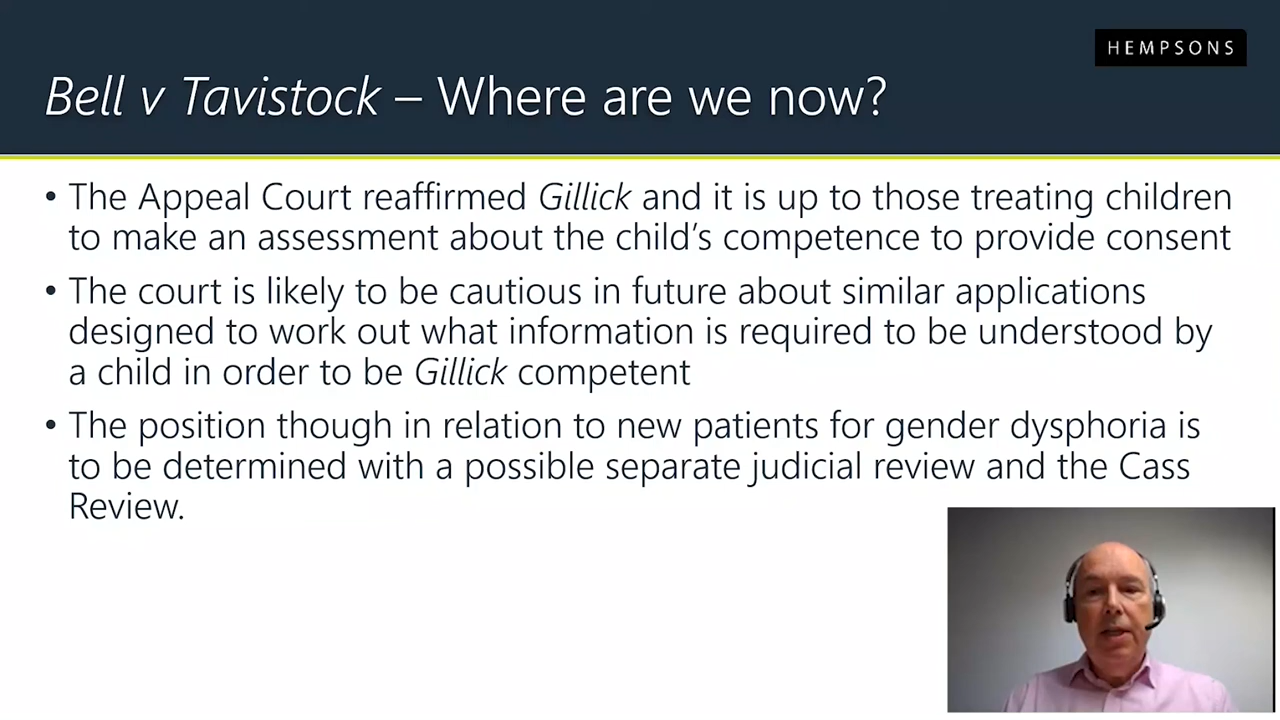 HEMPSONS
Bell v Tavistock – Where are we now?
• The Appeal Court reaffirmed Gillick and it is up to those treating children
to make an assessment about the child’s competence to provide consent
• The court is likely to be cautious in future about similar applications
designed to work out what information is required to be understood by
a child in order to be Gillick competent
• The position though in relation to new patients for gender dysphoria is
to be determined with a possible separate judicial review and the Cass
Review.